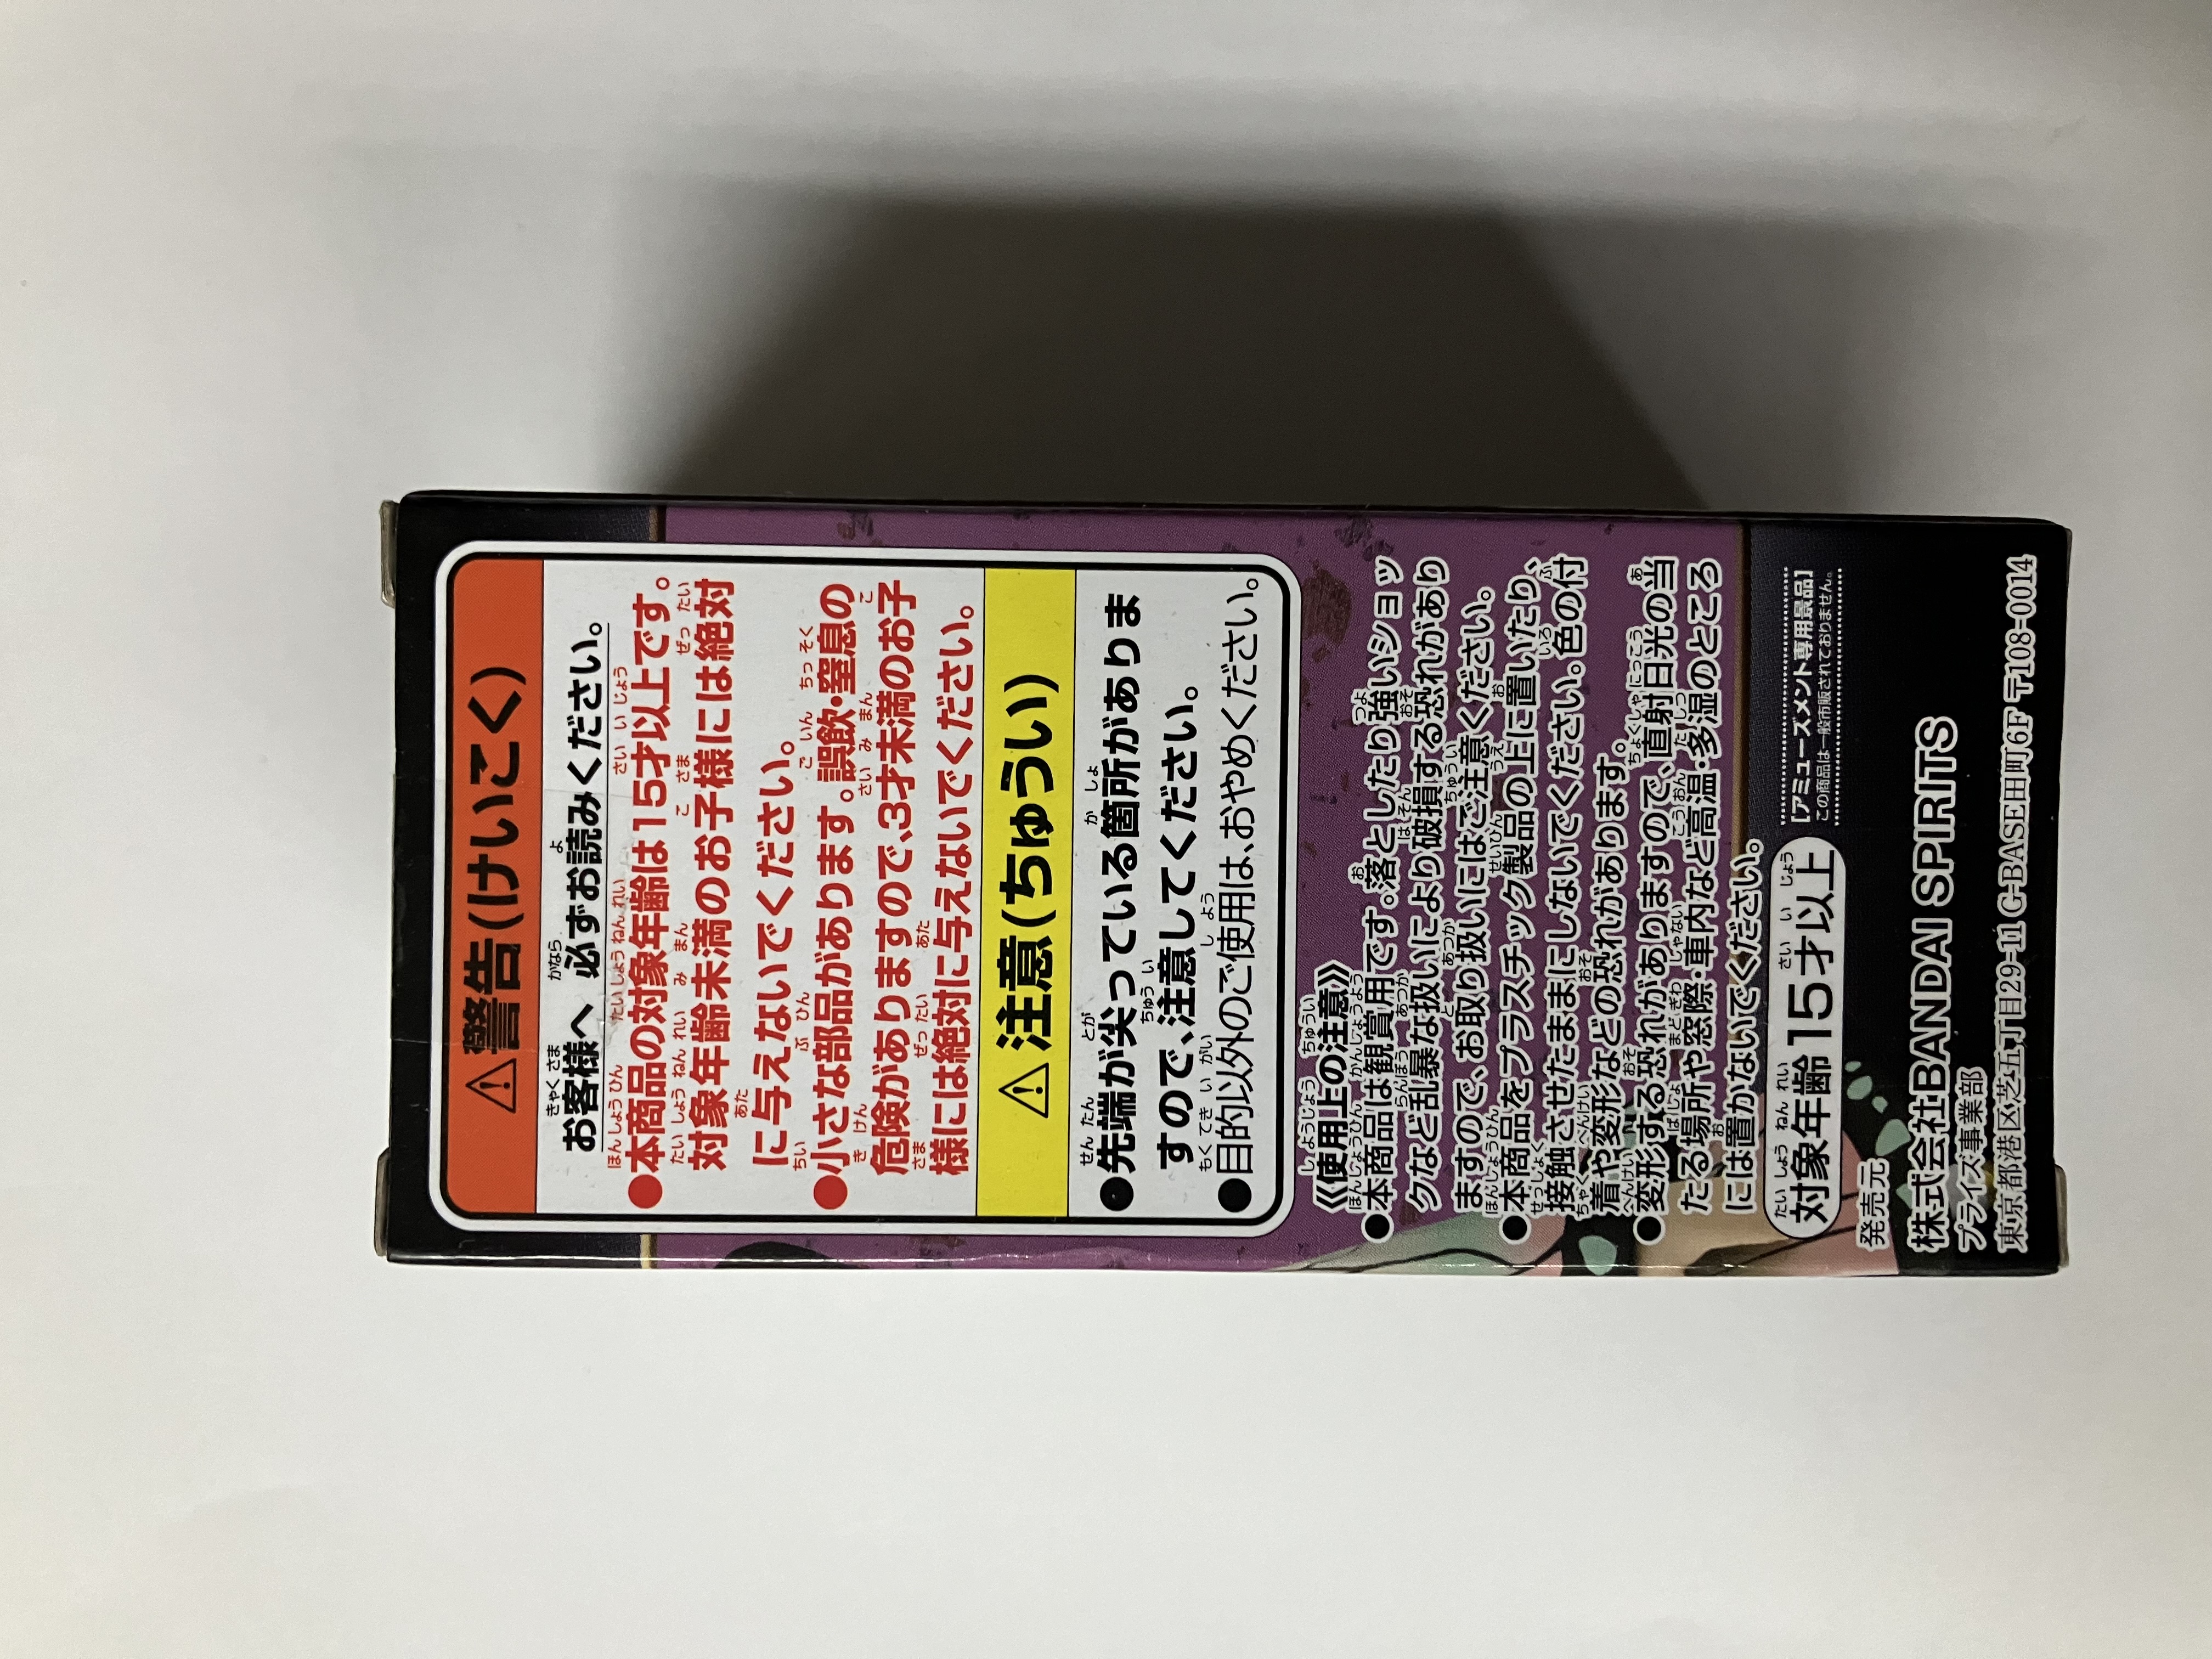 ⚠警告(けいこく)
お客様へ 必ずお読みください。
●本商品の対象年齢は15才以上です。
対象年齢未満のお子様には絶対
に与えないでください。
●小さな部品があります。誤飲・窒息の
危険がありますので、3才未満のお子
様には絶対に与えないでください。
⚠注意(ちゅうい)
●先端が尖っている箇所がありま
すので、注意してください。
●目的以外のご使用は、おやめください。
《使用上の注意》
●本商品は観賞用です。落としたり強いショッ
クなど乱暴な扱いにより破損する恐れがあり
ますので、お取り扱いにはご注意ください。
●本商品をプラスチック製品の上に置いたり、
接触させたままにしないでください。色の付
着や変形などの恐れがあります。
●変形する恐れがありますので、直射日光の当
たる場所や窓際・車内など高温・多湿のところ
には置かないでください。
対象年齢15才以上
[アミューズメント専用景品]
この商品は一般市販されておりません。
発売元
株式会社BANDAI SPIRITS
プライズ事業部
東京都港区芝五丁目29-11 G-BASE田町6F 〒108-0014